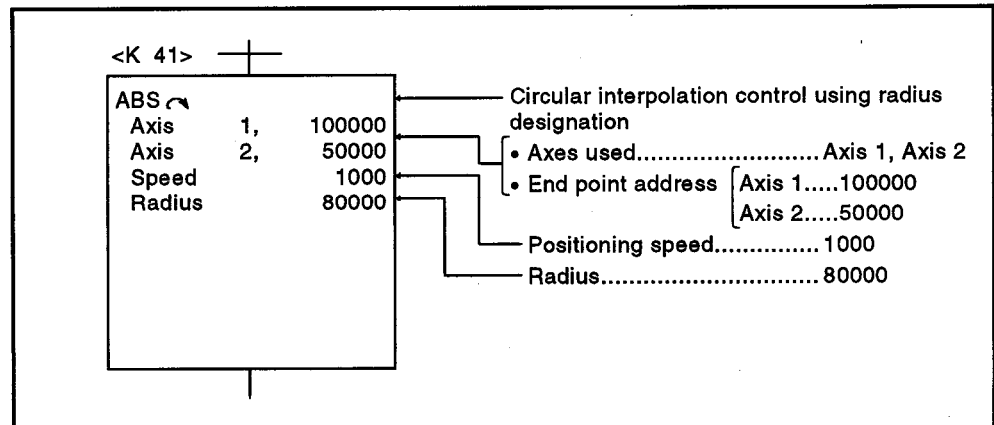 <K 41>
ABS
Axis 1, 100000
Axis 2, 50000
Speed 1000
Radius 80000
Circular interpolation control using radius
designation
• Axes used............................ Axis 1, Axis 2
• End point address Axis 1.....100000
Axis 2.....50000
Positioning speed................ 1000
Radius................................ 80000